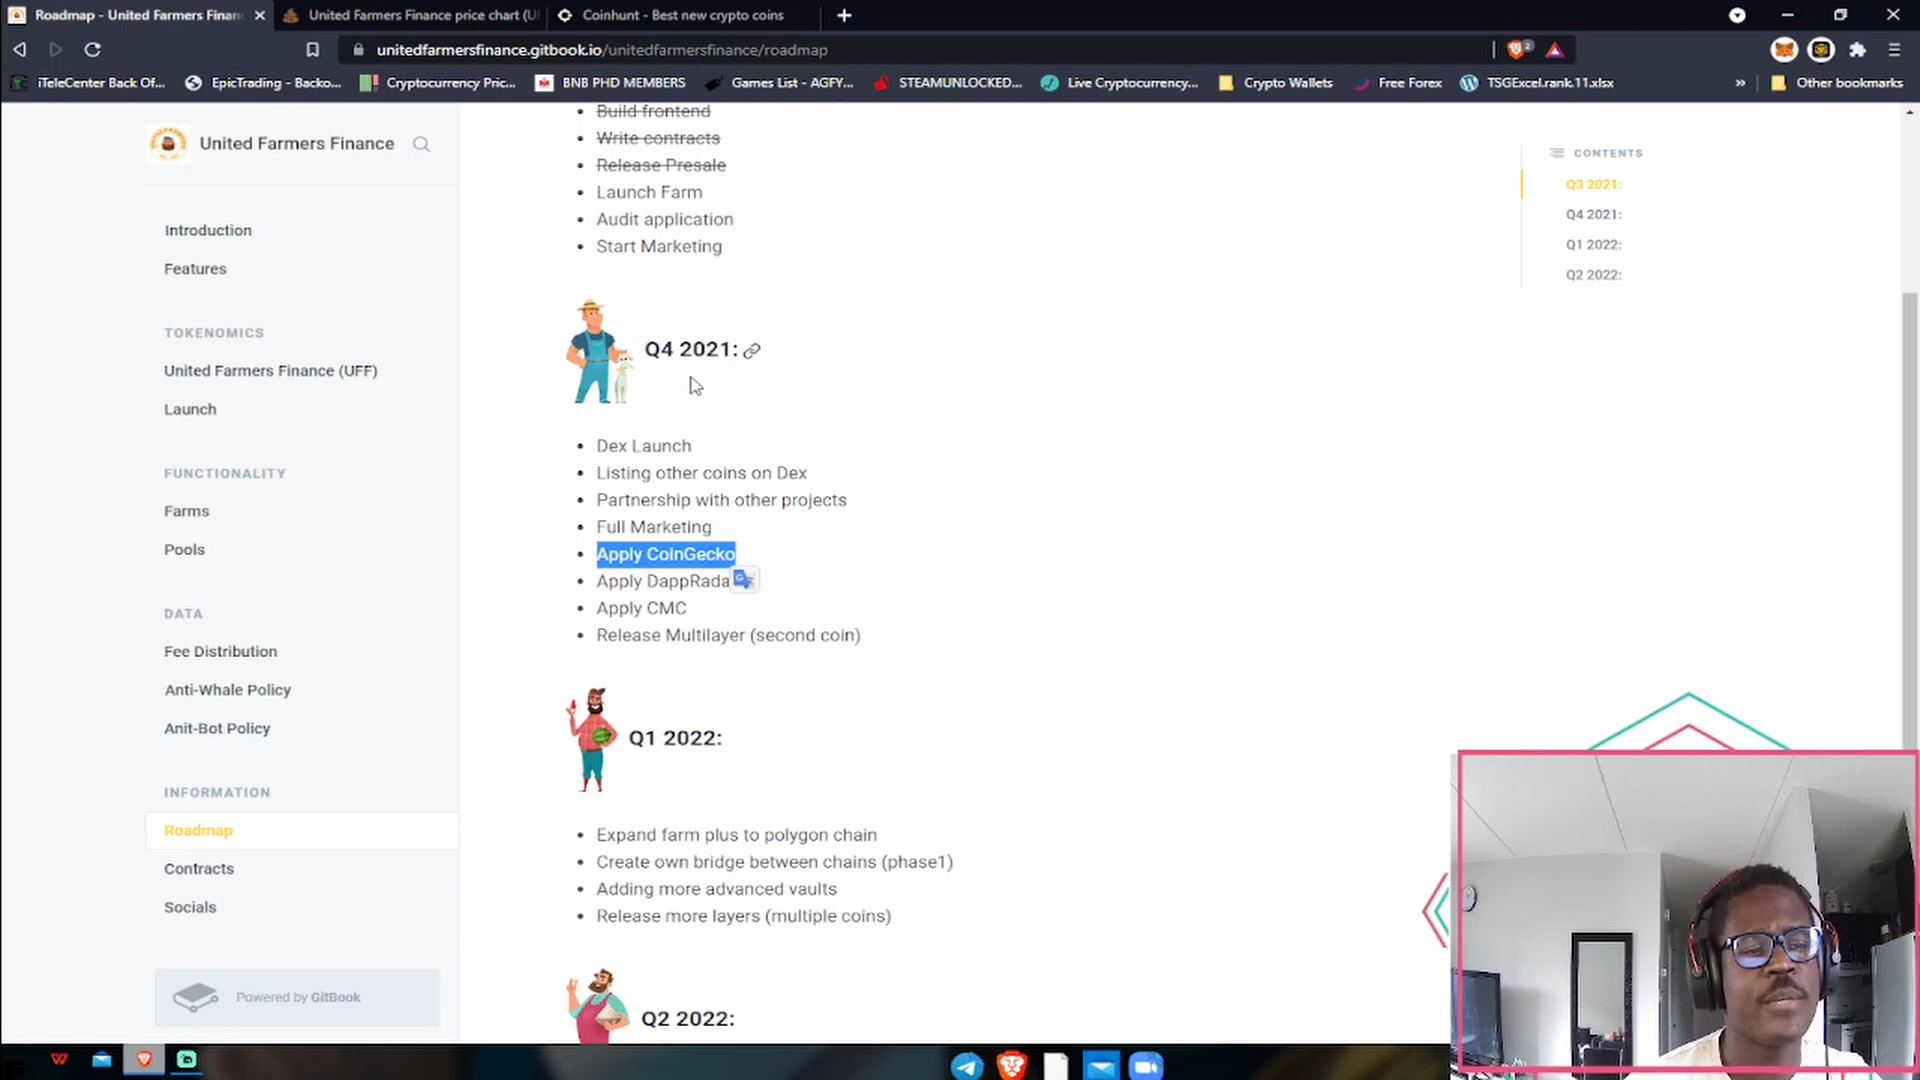 Roadmap - United Farmers Finan
United Farmers Finance price chart (UF
Coinhunt - Best new crypto coins
unitedfarmersfinance.gitbook.io/unitedfarmersfinance/roadmap
2
iTeleCenter Back Of...
EpicTrading - Backo...
Cryptocurrency Pric...
BNB PHD MEMBERS
Games List - AGFY...
STEAMUNLOCKED...
Live Cryptocurrency...
Crypto Wallets
Free Forex
TSGExcel.rank.11.xlsx
»
Other bookmarks
United Farmers Finance
Introduction
Features
TOKENOMICS
United Farmers Finance (UFF)
Launch
FUNCTIONALITY
Farms
Pools
DATA
Fee Distribution
Anti-Whale Policy
Anit-Bot Policy
INFORMATION
Roadmap
Contracts
Socials
Powered by GitBook
• Build frontend
• Write contracts
• Release Presale
• Launch Farm
• Audit application
• Start Marketing
Q4 2021:
• Dex Launch
• Listing other coins on Dex
• Partnership with other projects
• Full Marketing
• Apply CoinGecko
• Apply DappRada
• Apply CMC
• Release Multilayer (second coin)
Q1 2022:
• Expand farm plus to polygon chain
• Create own bridge between chains (phase1)
• Adding more advanced vaults
• Release more layers (multiple coins)
Q2 2022:
CONTENTS
Q3 2021:
Q4 2021:
Q1 2022:
Q2 2022: